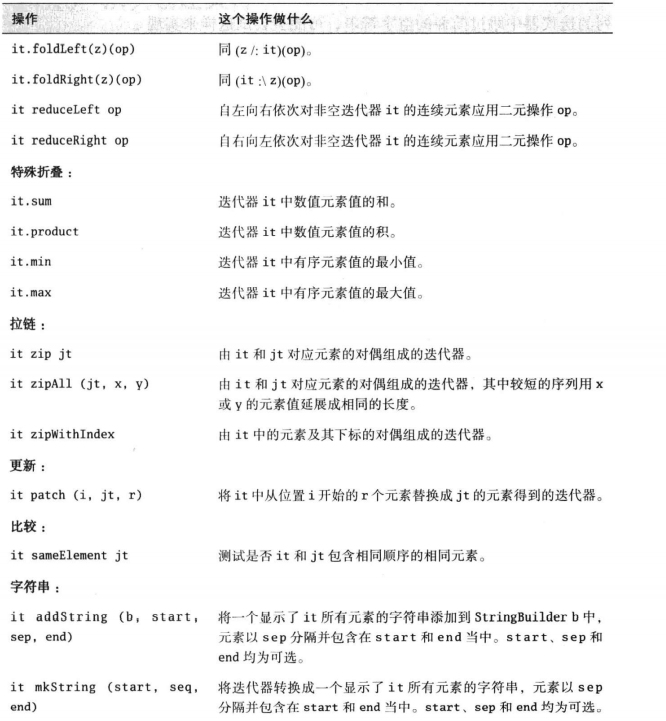 操作 这个操作做什么
it.foldLeft(z)(op) 同 (z /: it)(op)。
it.foldRight(z)(op) 同 (it :\ z)(op)。
it reduceLeft op 自左向右依次对非空迭代器 it 的连续元素应用二元操作 op。
it reduceRight op 自右向左依次对非空迭代器 it 的连续元素应用二元操作 op。
特殊折叠：
it.sum 迭代器 it 中数值元素值的和。
it.product 迭代器 it 中数值元素值的积。
it.min 迭代器 it 中有序元素值的最小值。
it.max 迭代器 it 中有序元素值的最大值。
拉链：
it zip jt 由 it 和 jt 对应元素的对偶组成的迭代器。
it zipAll (jt, x, y) 由 it 和 jt 对应元素的对偶组成的迭代器，其中较短的序列用 x
或 y 的元素值延展成相同的长度。
it zipWithIndex 由 it 中的元素及其下标的对偶组成的迭代器。
更新：
it patch (i, jt, r) 将 it 中从位置 i 开始的 r 个元素替换成 jt 的元素得到的迭代器。
比较：
it sameElement jt 测试是否 it 和 jt 包含相同顺序的相同元素。
字符串：
it addString (b, start, 将一个显示了 it 所有元素的字符串添加到 StringBuilder b 中，
sep, end) 元素以 sep 分隔并包含在 start 和 end 当中。start、sep 和
end 均为可选。
it mkString (start, seq, 将迭代器转换成一个显示了 it 所有元素的字符串，元素以 sep
end) 分隔并包含在 start 和 end 当中。start、sep 和 end 均为可选。